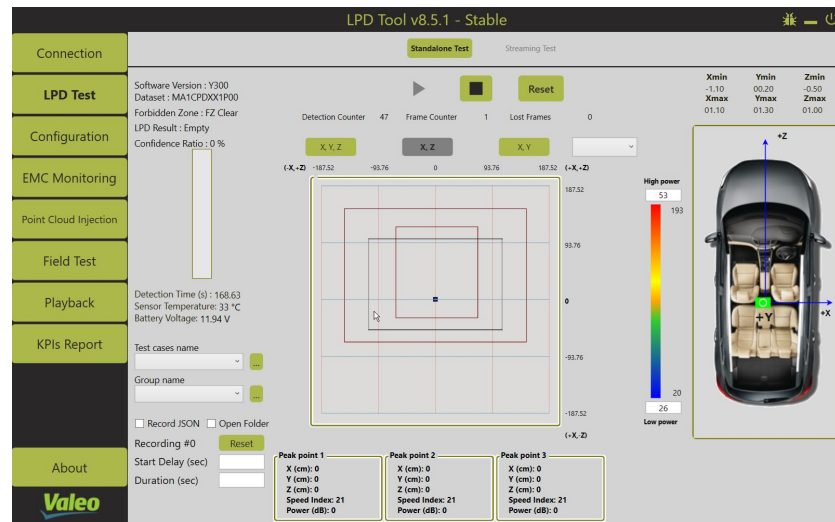 LPD Tool v8.5.1 - Stable
Connection
LPD Test
Configuration
EMC Monitoring
Point Cloud Injection
Field Test
Playback
KPIs Report
About
Valeo
Standalone Test
Streaming Test
Software Version : Y300
Dataset : MA1CPDXX1P00
Forbidden Zone : FZ Clear
LPD Result : Empty
Confidence Ratio : 0 %
Reset
Detection Counter 47 Frame Counter 1 Lost Frames 0
X, Y, Z
X, Z
X, Y
(-X,+Z) -187.52 -93.76 0 93.76 187.52 (+X,+Z)
187.52
93.76
0
-93.76
-187.52
(+X,-Z)
High power
53
193
20
26
Low power
Xmin Ymin Zmin
-1.10 00.20 -0.50
Xmax Ymax Zmax
01.10 01.30 01.00
+Z
+X
+Y
Detection Time (s) : 168.63
Sensor Temperature: 33 °C
Battery Voltage: 11.94 V
Test cases name
...
Group name
...
Record JSON Open Folder
Recording #0 Reset
Start Delay (sec)
Duration (sec)
Peak point 1
X (cm): 0
Y (cm): 0
Z (cm): 0
Speed Index: 21
Power (dB): 0
Peak point 2
X (cm): 0
Y (cm): 0
Z (cm): 0
Speed Index: 21
Power (dB): 0
Peak point 3
X (cm): 0
Y (cm): 0
Z (cm): 0
Speed Index: 21
Power (dB): 0